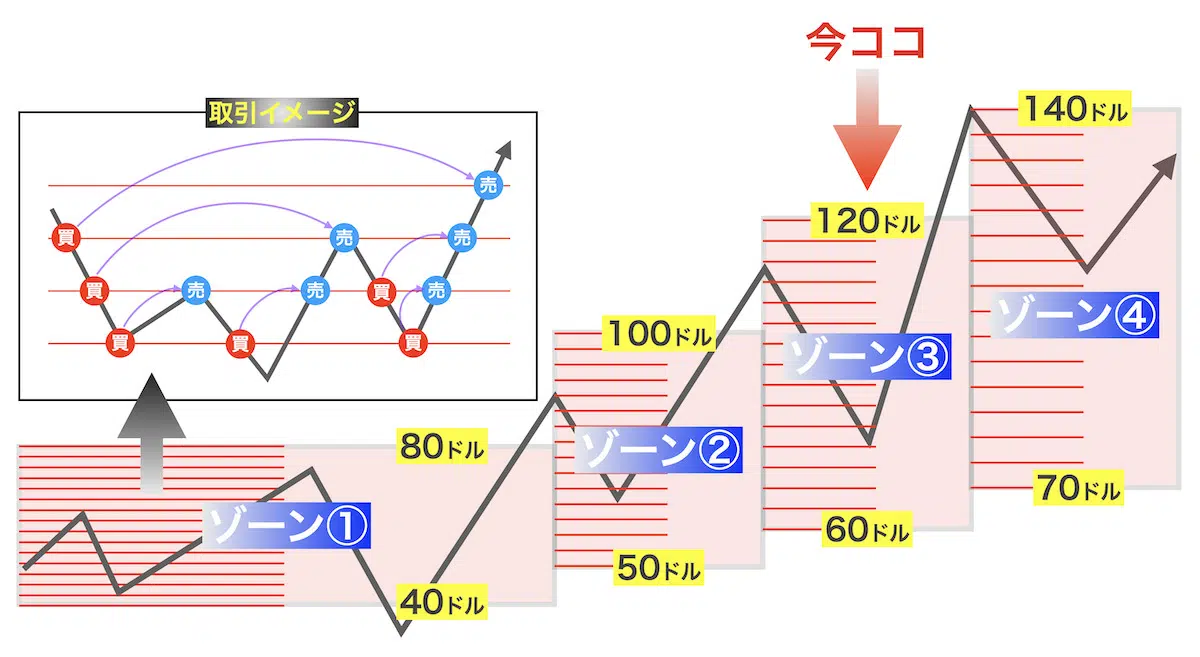 今ココ
取引イメージ
売
買
売
売
買
売
売
買
売
買
買
買
140ドル
120ドル
ゾーン④
100ドル
ゾーン③
80ドル
ゾーン②
70ドル
ゾーン①
60ドル
50ドル
40ドル